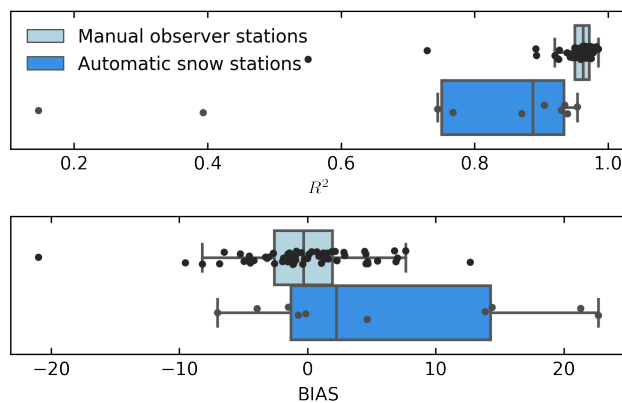 Manual observer stations
Automatic snow stations
0.2 0.4 0.6 0.8 1.0
R²
−20 −10 0 10 20
BIAS